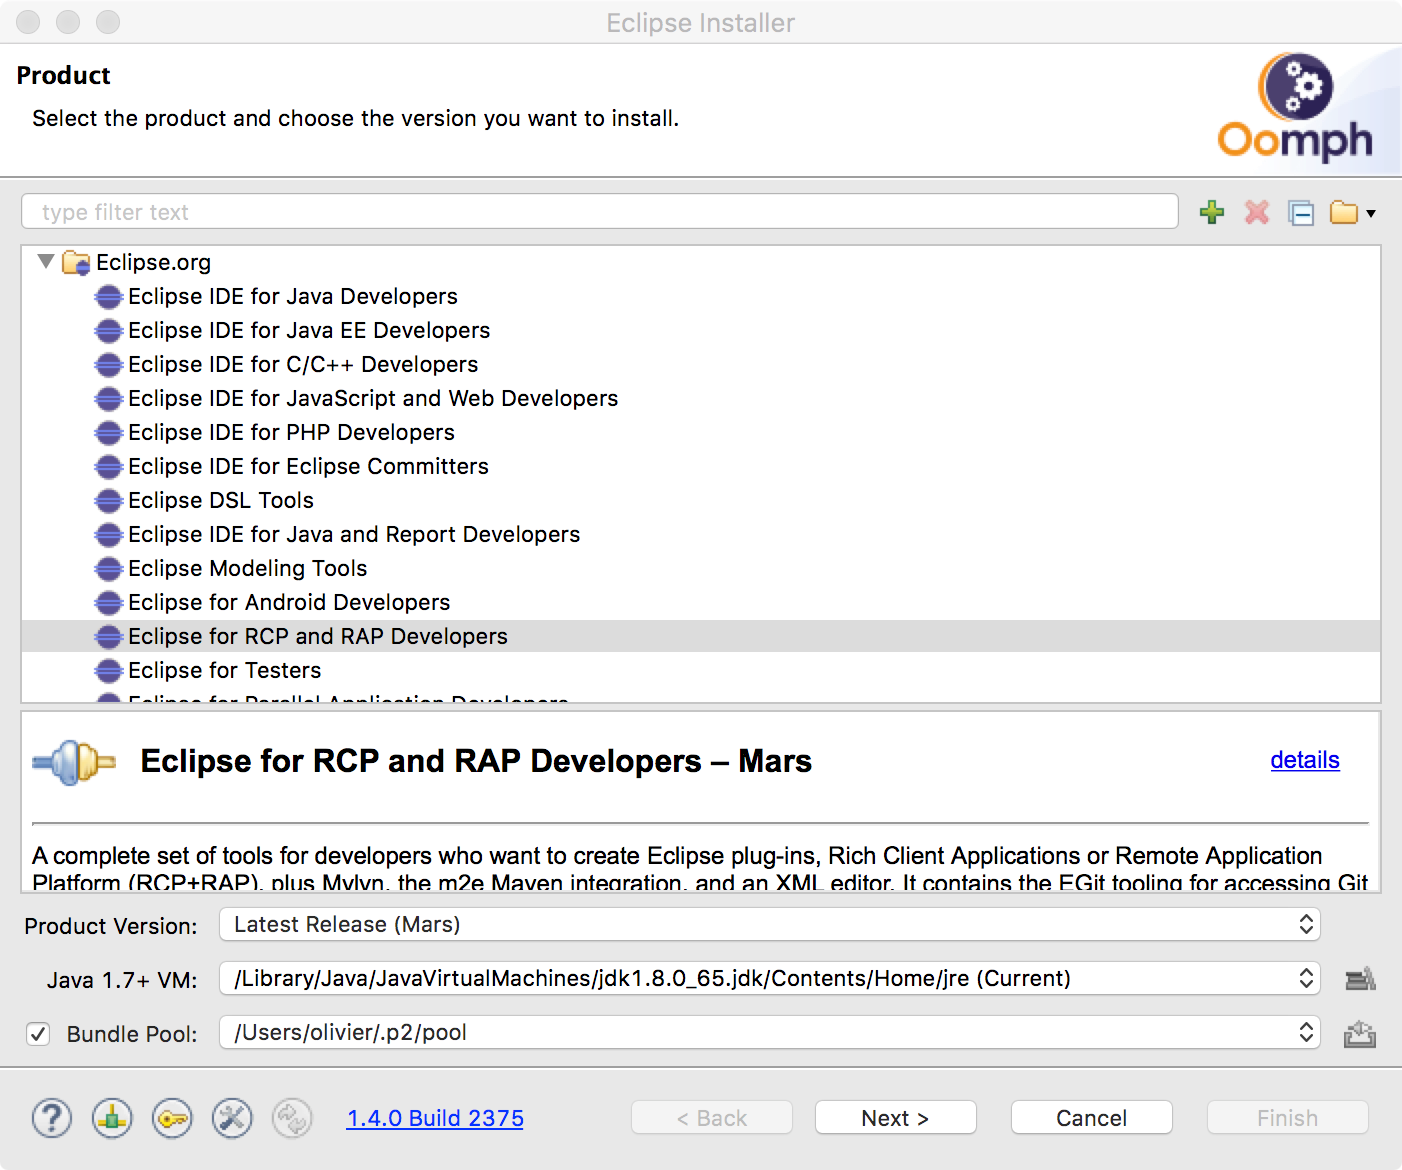 Eclipse Installer
Product
Select the product and choose the version you want to install.
Oomph
type filter text
Eclipse.org
Eclipse IDE for Java Developers
Eclipse IDE for Java EE Developers
Eclipse IDE for C/C++ Developers
Eclipse IDE for JavaScript and Web Developers
Eclipse IDE for PHP Developers
Eclipse IDE for Eclipse Committers
Eclipse DSL Tools
Eclipse IDE for Java and Report Developers
Eclipse Modeling Tools
Eclipse for Android Developers
Eclipse for RCP and RAP Developers
Eclipse for Testers
Eclipse for Parallel Application Developers
Eclipse for RCP and RAP Developers – Mars
details
A complete set of tools for developers who want to create Eclipse plug-ins, Rich Client Applications or Remote Application
Platform (RCP+RAP), plus Mylyn, the m2e Maven integration, and an XML editor. It contains the EGit tooling for accessing Git
Product Version: Latest Release (Mars)
Java 1.7+ VM: /Library/Java/JavaVirtualMachines/jdk1.8.0_65.jdk/Contents/Home/jre (Current)
Bundle Pool: /Users/olivier/.p2/pool
1.4.0 Build 2375
< Back
Next >
Cancel
Finish